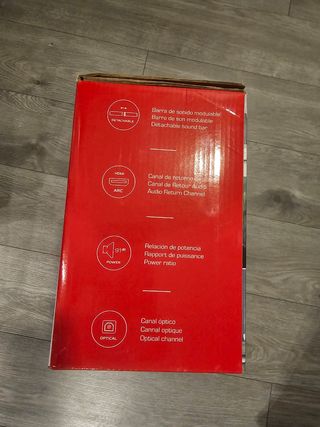 DETACHABLE
Barra de sonido modulable
Barre de son modulable
Detachable sound bar
HDMI
ARC
Canal de retorno
Canal de Retour Audio
Audio Return Channel
POWER
Relación de potencia
Rapport de puissance
Power ratio
OPTICAL
Canal óptico
Cannal optique
Optical channel